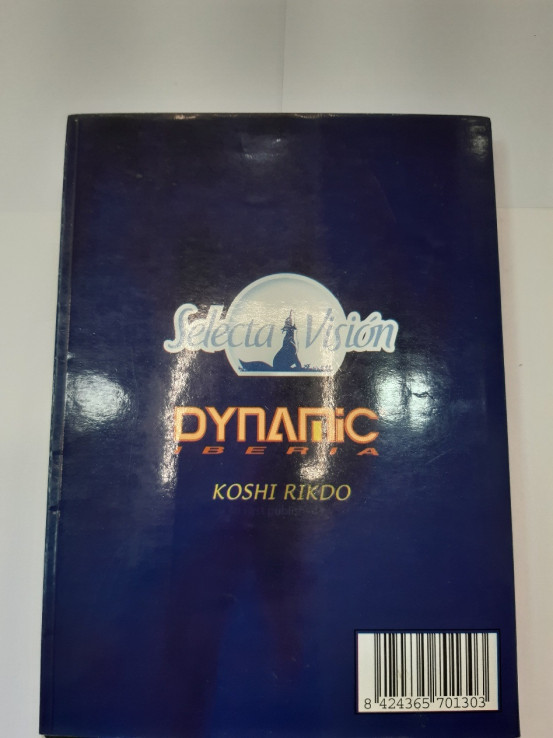 Selecta Visión
DYNAMiC
IBERIA
KOSHI RIKDO
8 424365 701303